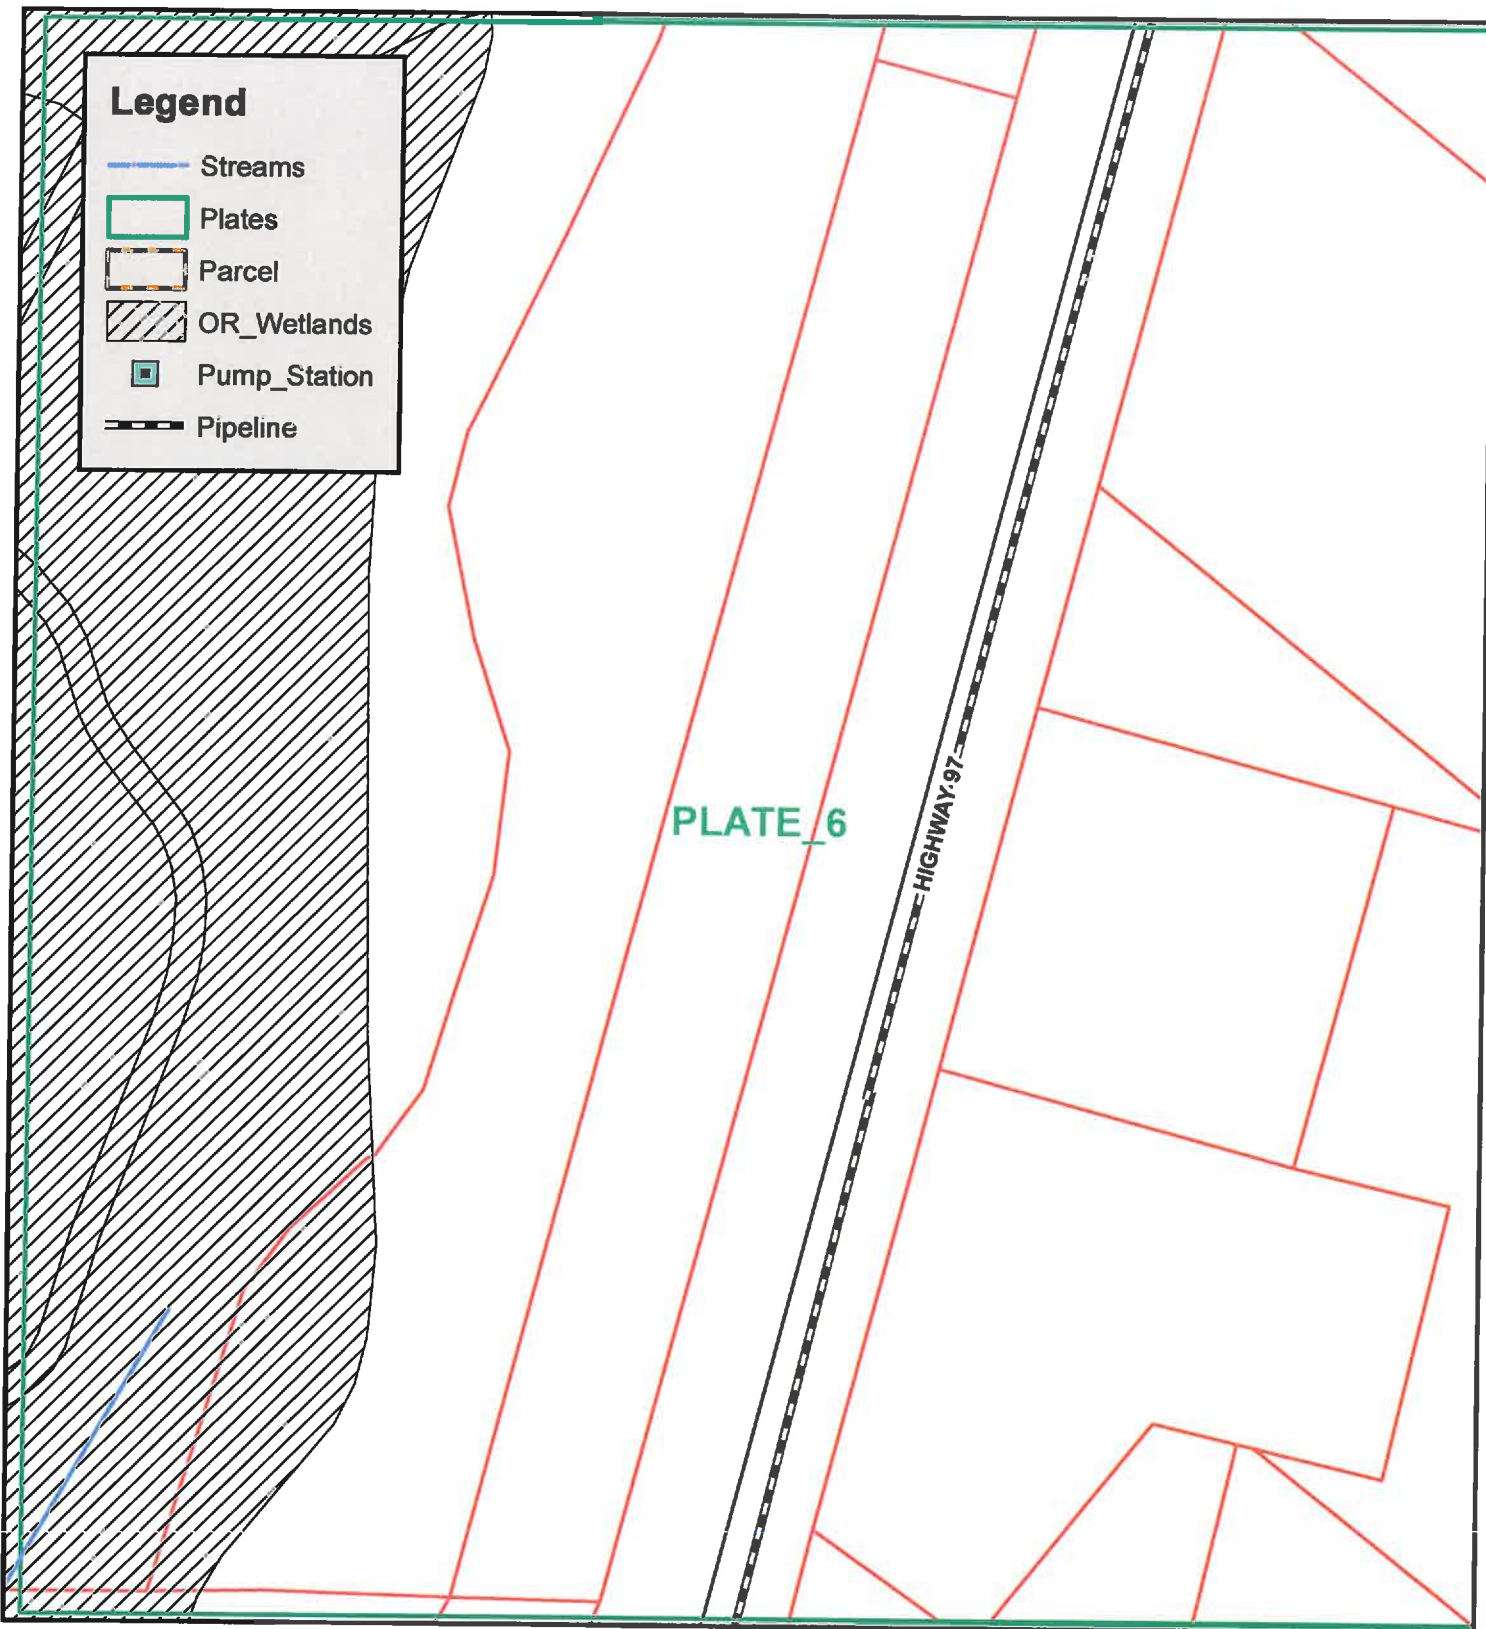 Legend
Streams
Plates
Parcel
OR_Wetlands
Pump_Station
Pipeline
PLATE_6
HIGHWAY 97